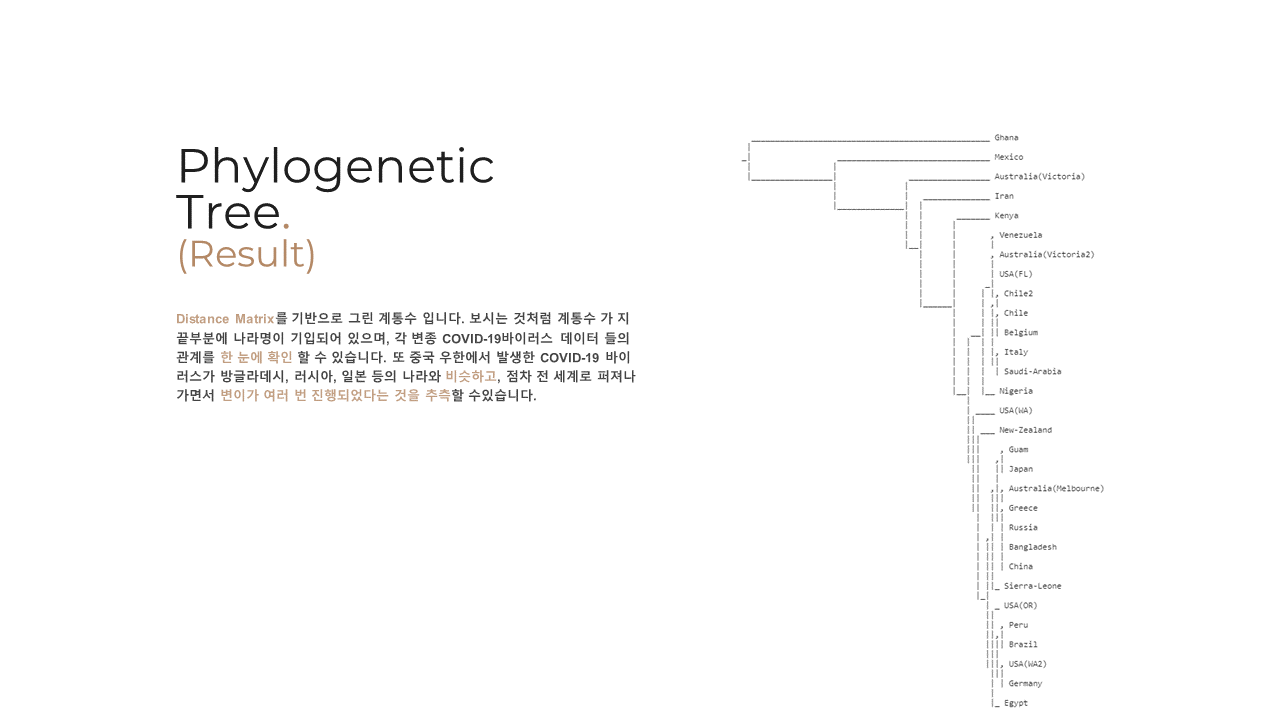 Phylogenetic
Tree.
(Result)
Distance Matrix를 기반으로 그린 계통수 입니다. 보시는 것처럼 계통수 가 지
끝부분에 나라명이 기입되어 있으며, 각 변종 COVID-19바이러스 데이터 들의
관계를 한 눈에 확인 할 수 있습니다. 또 중국 우한에서 발생한 COVID-19 바이
러스가 방글라데시, 러시아, 일본 등의 나라와 비슷하고, 점차 전 세계로 퍼져나
가면서 변이가 여러 번 진행되었다는 것을 추측할 수있습니다.
Ghana
Mexico
Australia(Victoria)
Iran
Kenya
Venezuela
Australia(Victoria2)
USA(FL)
Chile2
Chile
Belgium
Italy
Saudi-Arabia
Nigeria
USA(WA)
New-Zealand
Guam
Japan
Australia(Melbourne)
Greece
Russia
Bangladesh
China
Sierra-Leone
USA(OR)
Peru
Brazil
USA(WA2)
Germany
Egypt